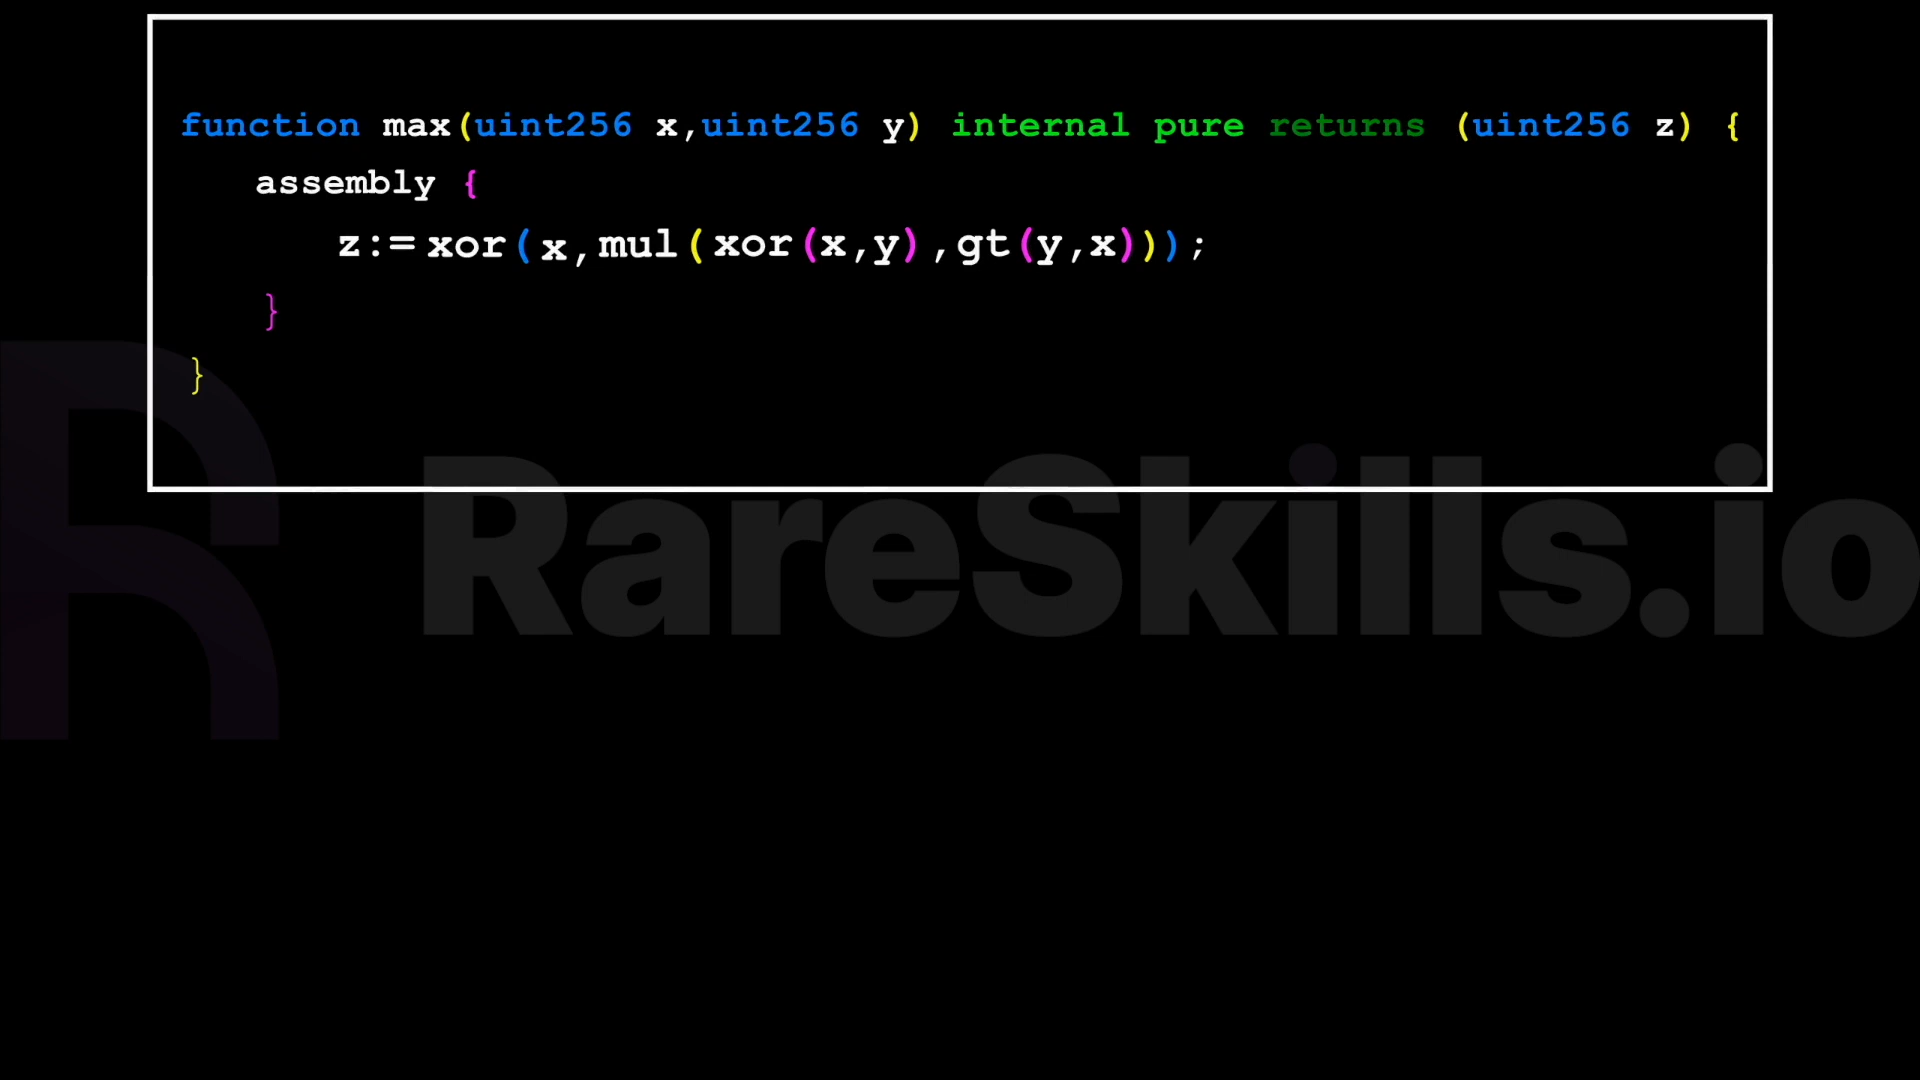 function max(uint256 x,uint256 y) internal pure returns (uint256 z) {
assembly {
z:= xor(x,mul(xor(x,y),gt(y,x)));
}
}
RareSkills.io